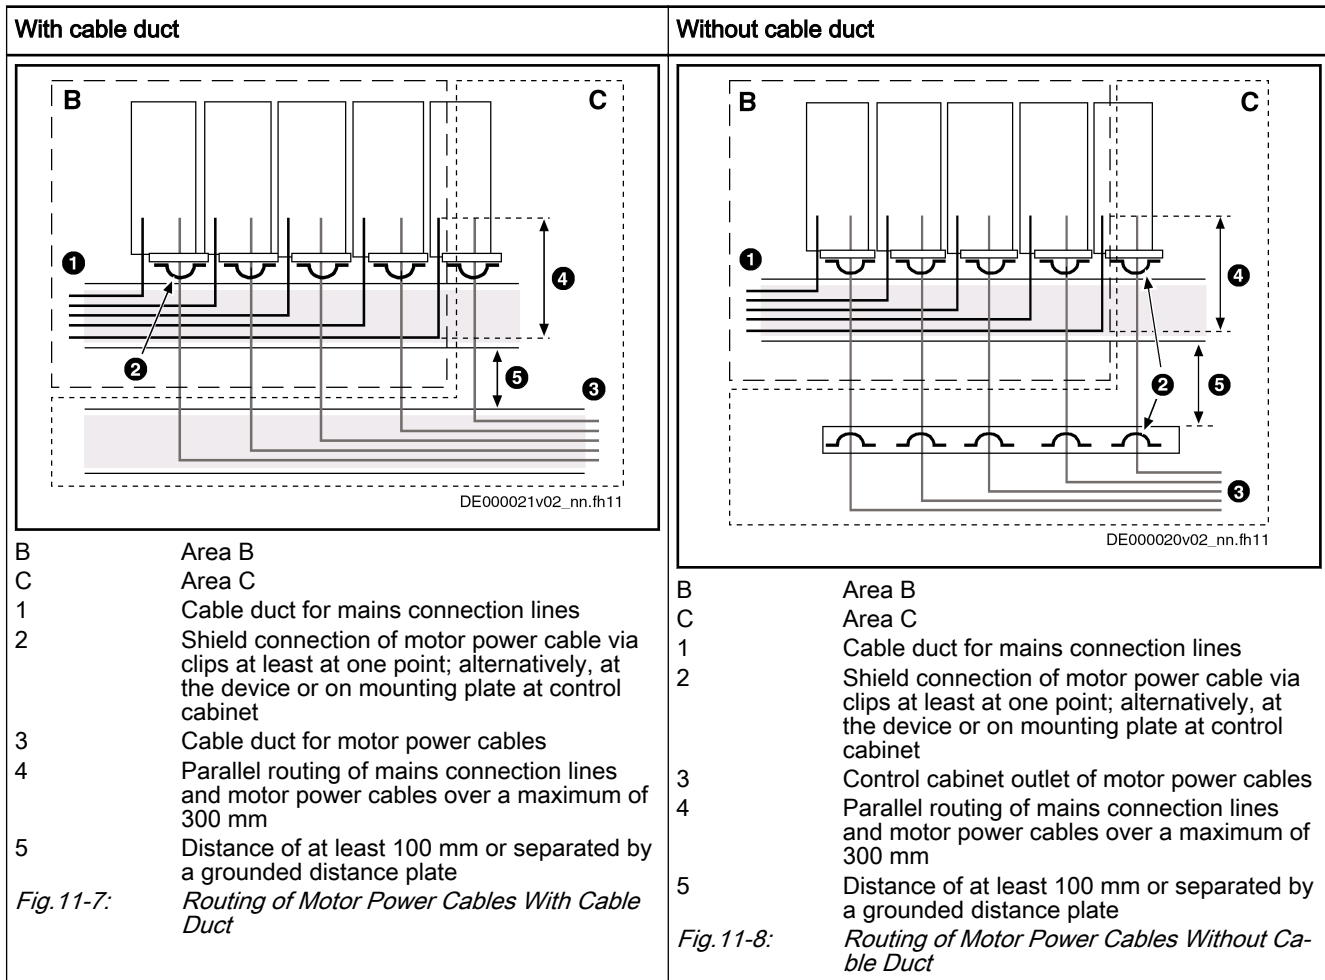 With cable duct
B
C
1
4
2
5
3
DE000021v02_nn.fh11
B Area B
C Area C
1 Cable duct for mains connection lines
2 Shield connection of motor power cable via
clips at least at one point; alternatively, at
the device or on mounting plate at control
cabinet
3 Cable duct for motor power cables
4 Parallel routing of mains connection lines
and motor power cables over a maximum of
300 mm
5 Distance of at least 100 mm or separated by
a grounded distance plate
Fig.11-7: Routing of Motor Power Cables With Cable
Duct
Without cable duct
B
C
1
4
2
5
3
DE000020v02_nn.fh11
B Area B
C Area C
1 Cable duct for mains connection lines
2 Shield connection of motor power cable via
clips at least at one point; alternatively, at
the device or on mounting plate at control
cabinet
3 Control cabinet outlet of motor power cables
4 Parallel routing of mains connection lines
and motor power cables over a maximum of
300 mm
5 Distance of at least 100 mm or separated by
a grounded distance plate
Fig.11-8: Routing of Motor Power Cables Without Ca-
ble Duct